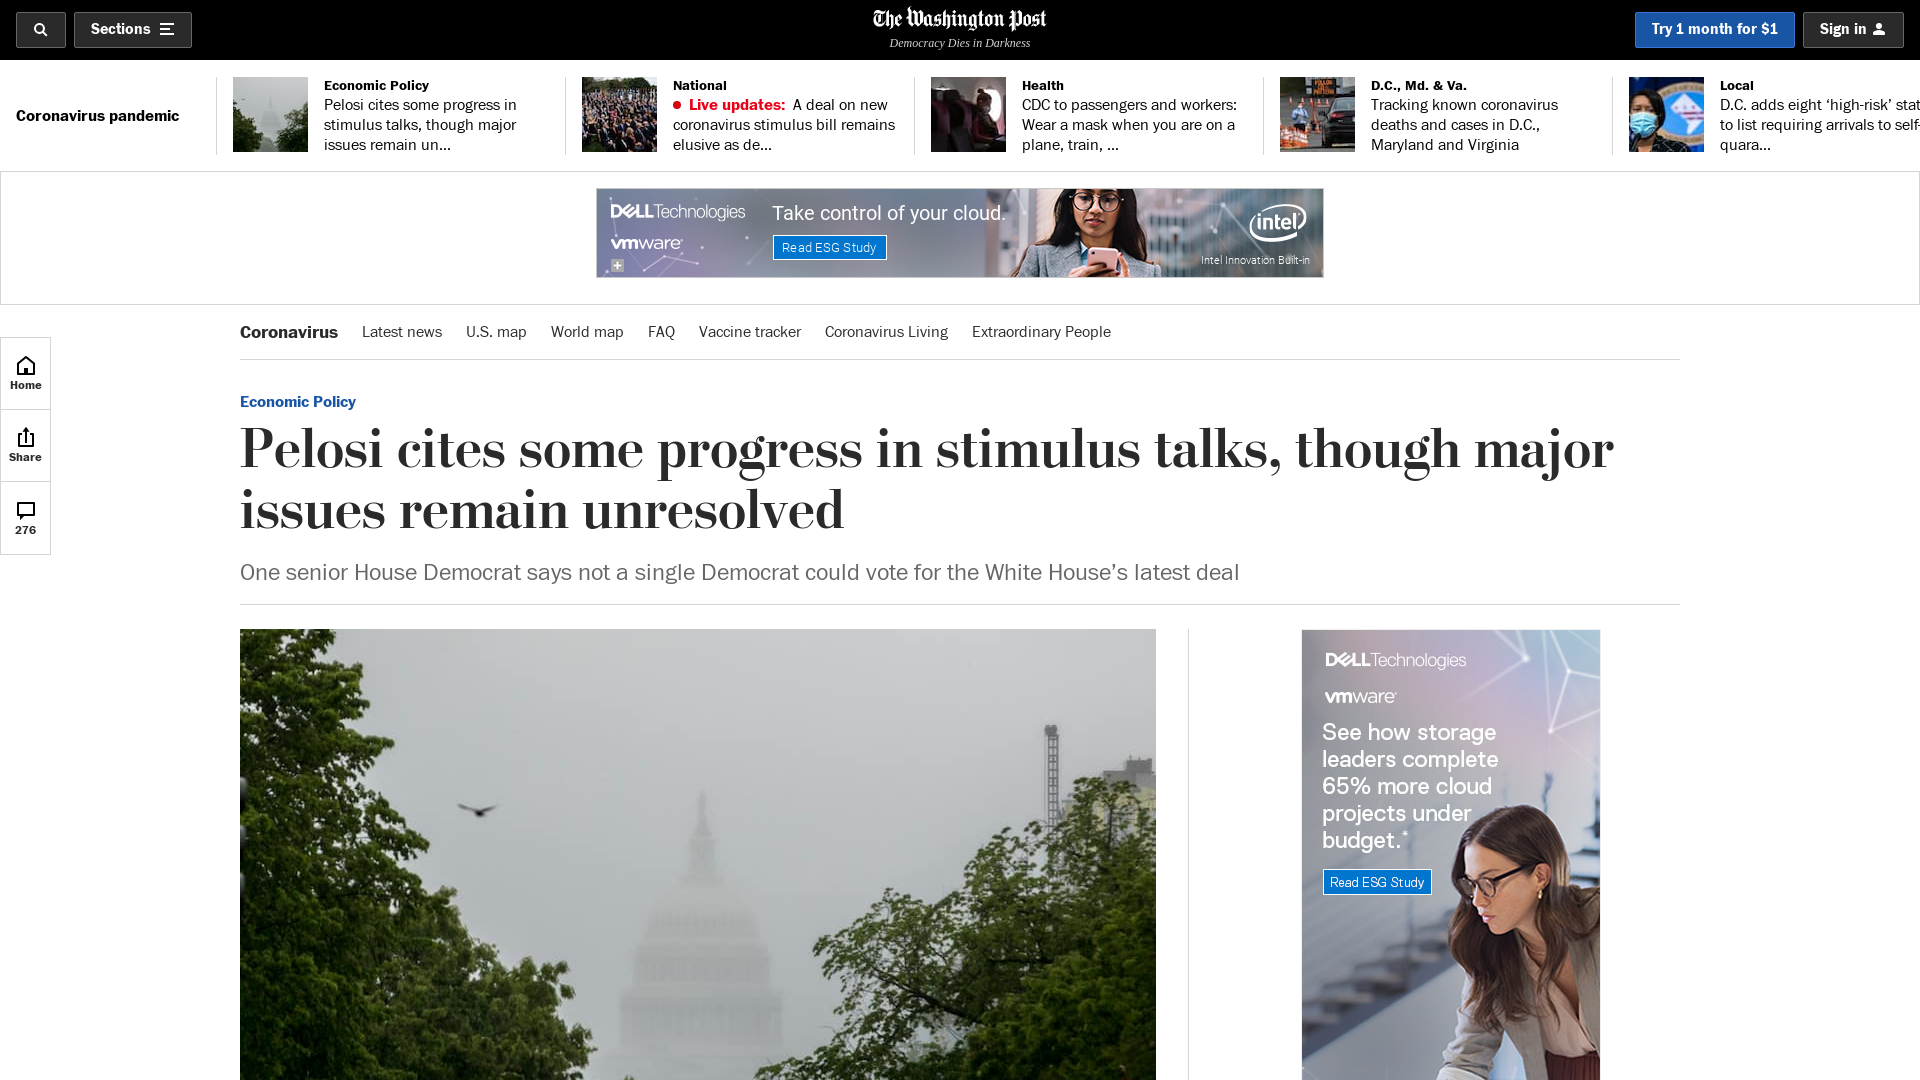 Sections
The Washington Post
Democracy Dies in Darkness
Try 1 month for $1
Sign in
Coronavirus pandemic
Economic Policy
Pelosi cites some progress in
stimulus talks, though major
issues remain un...
National
Live updates: A deal on new
coronavirus stimulus bill remains
elusive as de...
Health
CDC to passengers and workers:
Wear a mask when you are on a
plane, train, ...
D.C., Md. & Va.
Tracking known coronavirus
deaths and cases in D.C.,
Maryland and Virginia
Local
D.C. adds eight ‘high-risk’ stat
to list requiring arrivals to self-
quara...
DELL Technologies
vmware
Take control of your cloud.
Read ESG Study
intel
Intel Innovation Built-in
Coronavirus
Latest news
U.S. map
World map
FAQ
Vaccine tracker
Coronavirus Living
Extraordinary People
Home
Share
276
Economic Policy
Pelosi cites some progress in stimulus talks, though major
issues remain unresolved
One senior House Democrat says not a single Democrat could vote for the White House’s latest deal
DELL Technologies
vmware
See how storage
leaders complete
65% more cloud
projects under
budget.*
Read ESG Study